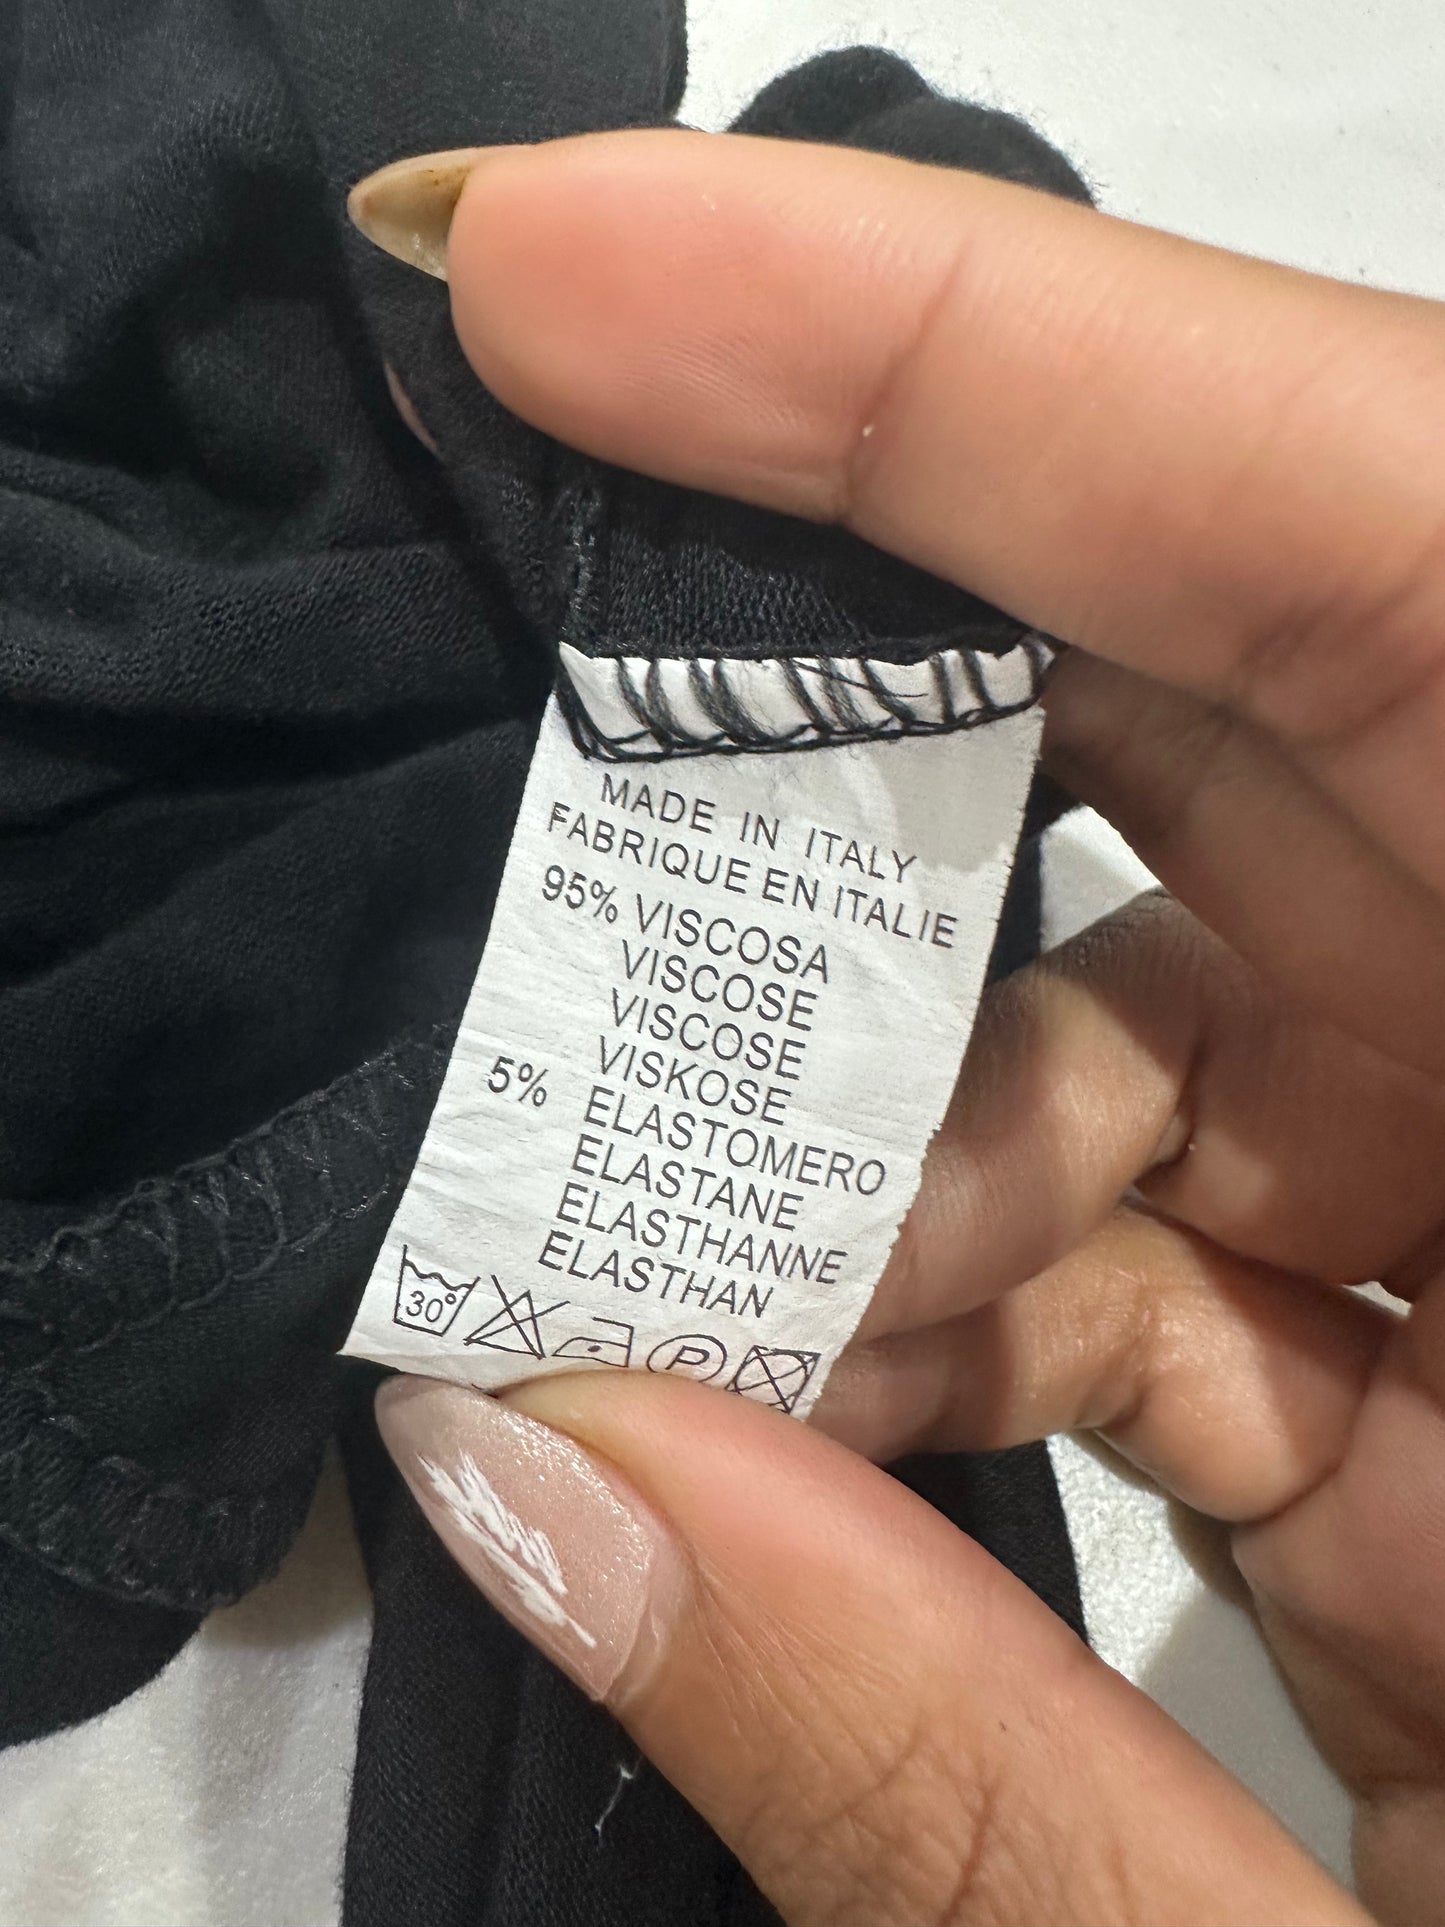 MADE IN ITALY
FABRIQUE EN ITALIE
95% VISCOSA
VISCOSE
VISCOSE
VISKOSE
5% ELASTOMERO
ELASTANE
ELASTHANNE
ELASTHAN
30° P